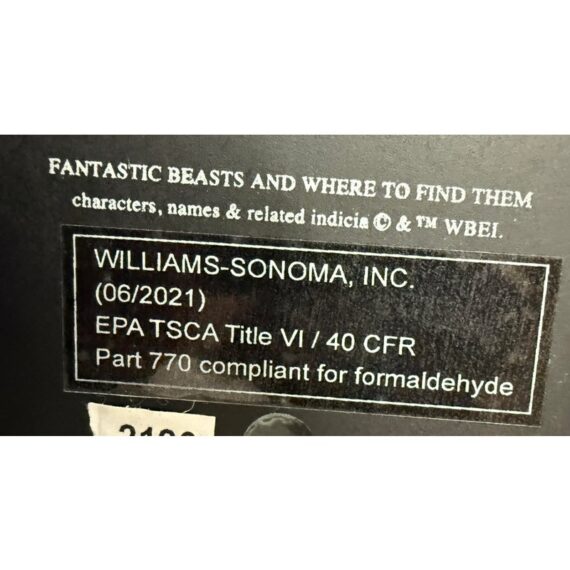 FANTASTIC BEASTS AND WHERE TO FIND THEM
characters, names & related indicia © & ™ WBEI.
WILLIAMS-SONOMA, INC.
(06/2021)
EPA TSCA Title VI / 40 CFR
Part 770 compliant for formaldehyde